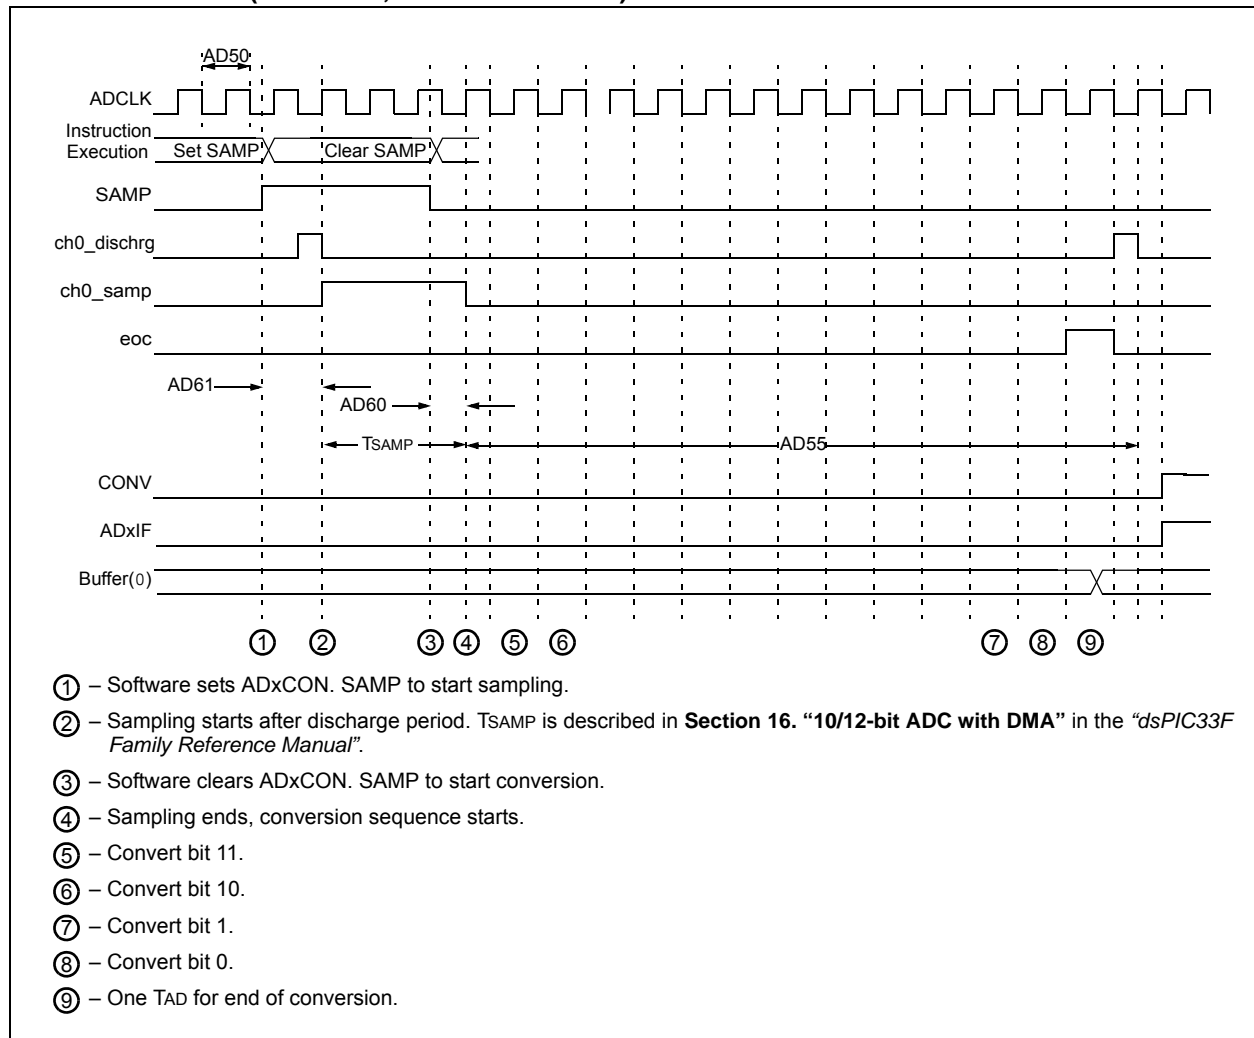 AD50
ADCLK
Instruction
Execution
Set SAMP
Clear SAMP
SAMP
ch0_dischrg
ch0_samp
eoc
AD61
AD60
TSAMP
AD55
CONV
ADxIF
Buffer(0)
1 2 3 4 5 6 7 8 9
1 – Software sets ADxCON. SAMP to start sampling.
2 – Sampling starts after discharge period. TSAMP is described in Section 16. “10/12-bit ADC with DMA” in the “dsPIC33F
Family Reference Manual”.
3 – Software clears ADxCON. SAMP to start conversion.
4 – Sampling ends, conversion sequence starts.
5 – Convert bit 11.
6 – Convert bit 10.
7 – Convert bit 1.
8 – Convert bit 0.
9 – One TAD for end of conversion.